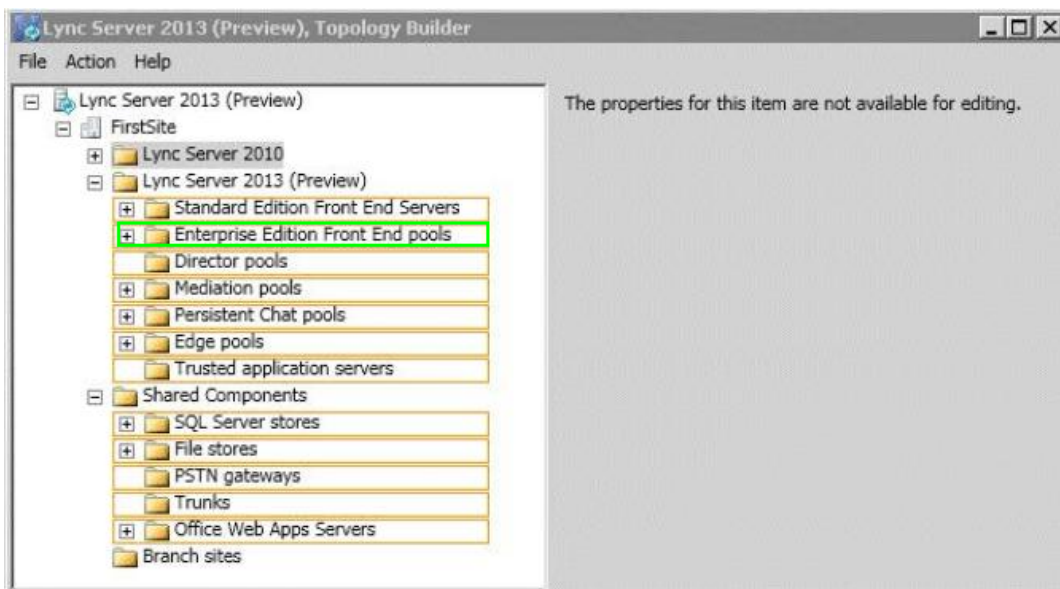 Lync Server 2013 (Preview), Topology Builder
File Action Help
Lync Server 2013 (Preview)
FirstSite
Lync Server 2010
Lync Server 2013 (Preview)
Standard Edition Front End Servers
Enterprise Edition Front End pools
Director pools
Mediation pools
Persistent Chat pools
Edge pools
Trusted application servers
Shared Components
SQL Server stores
File stores
PSTN gateways
Trunks
Office Web Apps Servers
Branch sites
The properties for this item are not available for editing.